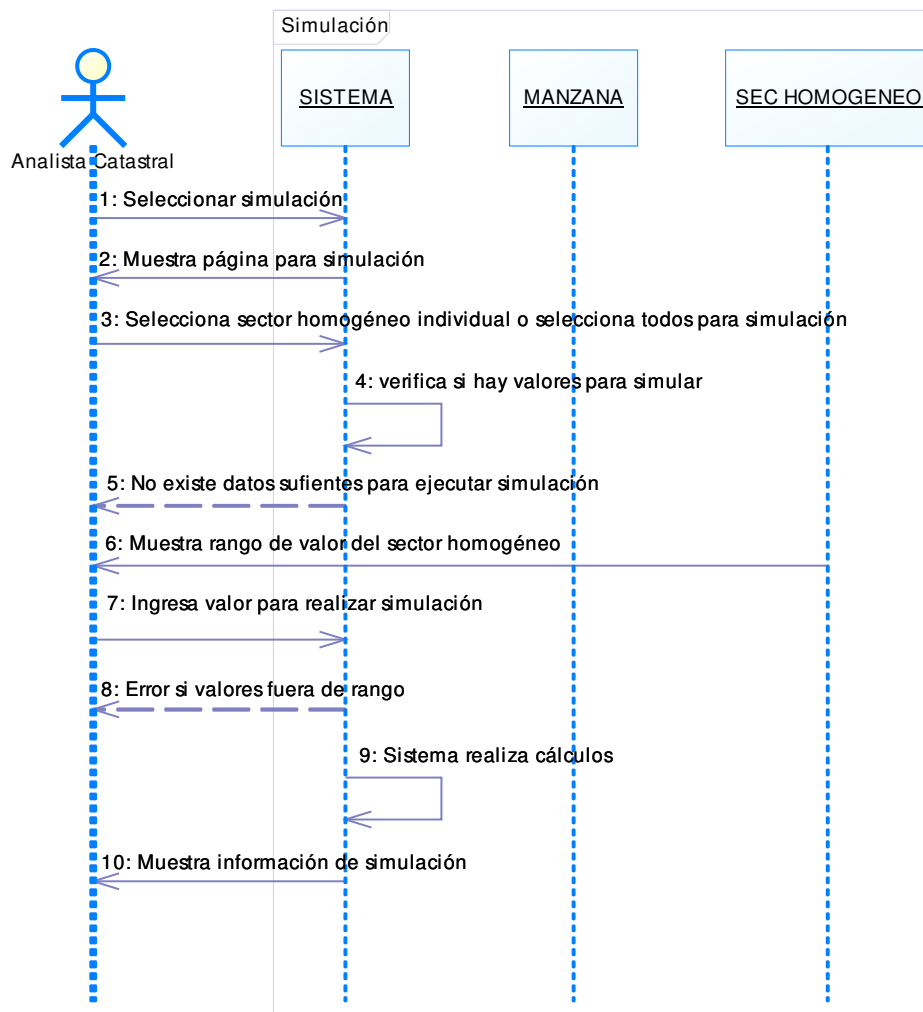 Simulación
SISTEMA
MANZANA
SEC HOMOGENEO
Analista Catastral
1: Seleccionar simulación
2: Muestra página para simulación
3: Selecciona sector homogéneo individual o selecciona todos para simulación
4: verifica si hay valores para simular
5: No existe datos sufientes para ejecutar simulación
6: Muestra rango de valor del sector homogéneo
7: Ingresa valor para realizar simulación
8: Error si valores fuera de rango
9: Sistema realiza cálculos
10: Muestra información de simulación